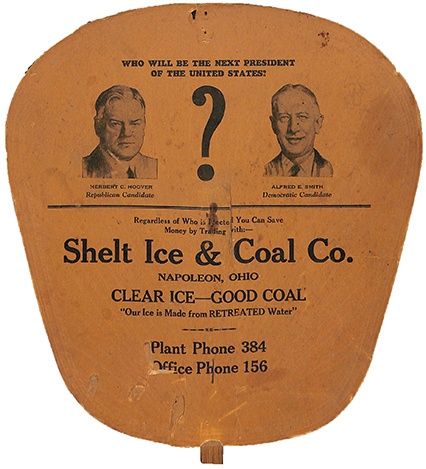 WHO WILL BE THE NEXT PRESIDENT
OF THE UNITED STATES?
?
HERBERT C. HOOVER
Republican Candidate
ALFRED E. SMITH
Democratic Candidate
Regardless of Who is Elected You Can Save
Money by Trading with:—
Shelt Ice & Coal Co.
NAPOLEON, OHIO
CLEAR ICE—GOOD COAL
"Our Ice is Made from RETREATED Water"
Plant Phone 384
Office Phone 156